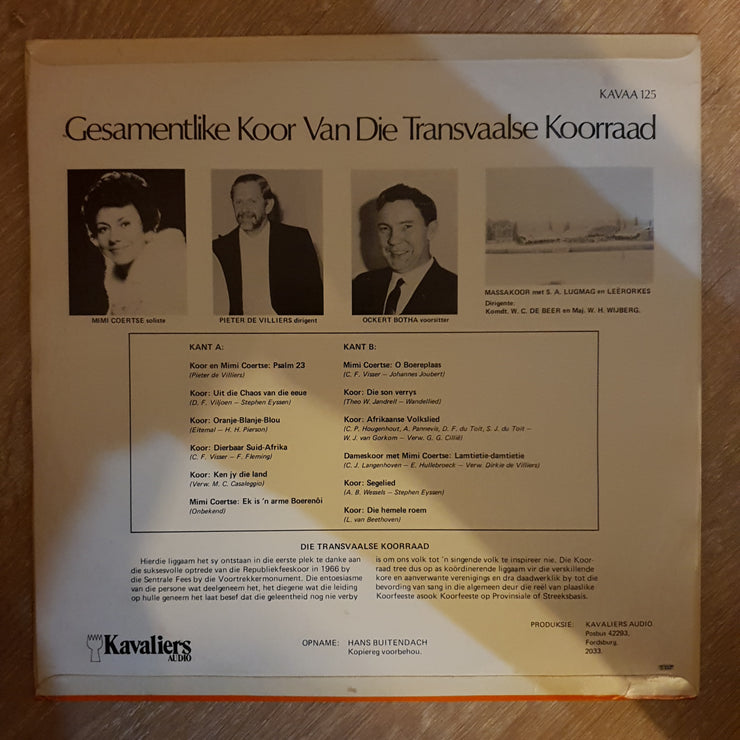 KAVAA 125
Gesamentlike Koor Van Die Transvaalse Koorraad
MIMI COERTSE soliste
PIETER DE VILLIERS dirigent
OCKERT BOTHA voorsitter
MASSAKOOR met S. A. LUGMAG en LEËRORKES
Dirigente:
Komdt. W. C. DE BEER en Maj. W. H. WIJBERG.
KANT A:
Koor en Mimi Coertse: Psalm 23
(Pieter de Villiers)
Koor: Uit die Chaos van die eeue
(D. F. Viljoen – Stephen Eyssen)
Koor: Oranje-Blanje-Blou
(Eitemal – H. H. Pierson)
Koor: Dierbaar Suid-Afrika
(C. F. Visser – F. Fleming)
Koor: Ken jy die land
(Verw. M. C. Casaleggio)
Mimi Coertse: Ek is 'n arme Boerenôi
(Onbekend)
KANT B:
Mimi Coertse: O Boereplaas
(C. F. Visser – Johannes Joubert)
Koor: Die son verrys
(Theo W. Jandrell – Wandellied)
Koor: Afrikaanse Volkslied
(C. P. Hougenhout, A. Pannevis, D. F. du Toit, S. J. du Toit –
W. J. van Gorkom – Verw. G. G. Cillié)
Dameskoor met Mimi Coertse: Lamtietie-damtietie
(C. J. Langenhoven – E. Hullebroeck – Verw. Dirkie de Villiers)
Koor: Segelied
(A. B. Wessels – Stephen Eyssen)
Koor: Die hemele roem
(L. van Beethoven)
DIE TRANSVAALSE KOORRAAD
Hierdie liggaam het sy ontstaan in die eerste plek te danke aan
die suksesvolle optrede van die Republiekfeeskoor in 1966 by
die Sentrale Fees by die Voortrekkermonument. Die entoesiasme
van die persone wat deelgeneem het, het diegene wat die leiding
op hulle geneem het laat besef dat die geleentheid nog nie verby
is om ons volk tot 'n singende volk te inspireer nie. Die Koor-
raad tree dus op as koördinerende liggaam vir die verskillende
kore en aanverwante verenigings en dra daadwerklik by tot die
bevording van sang in die algemeen deur die reël van plaaslike
Koorfeeste asook Koorfeeste op Provinsiale of Streeksbasis.
Kavaliers
AUDIO
OPNAME: HANS BUITENDACH
Kopiereg voorbehou.
PRODUKSIE: KAVALIERS AUDIO
Posbus 42293,
Fordsburg,
2033.